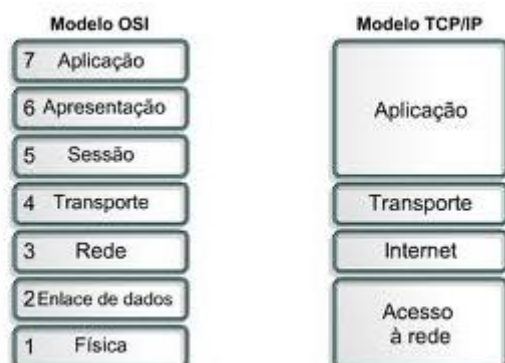 Modelo OSI
7 Aplicação
6 Apresentação
5 Sessão
4 Transporte
3 Rede
2 Enlace de dados
1 Física
Modelo TCP/IP
Aplicação
Transporte
Internet
Acesso
à rede